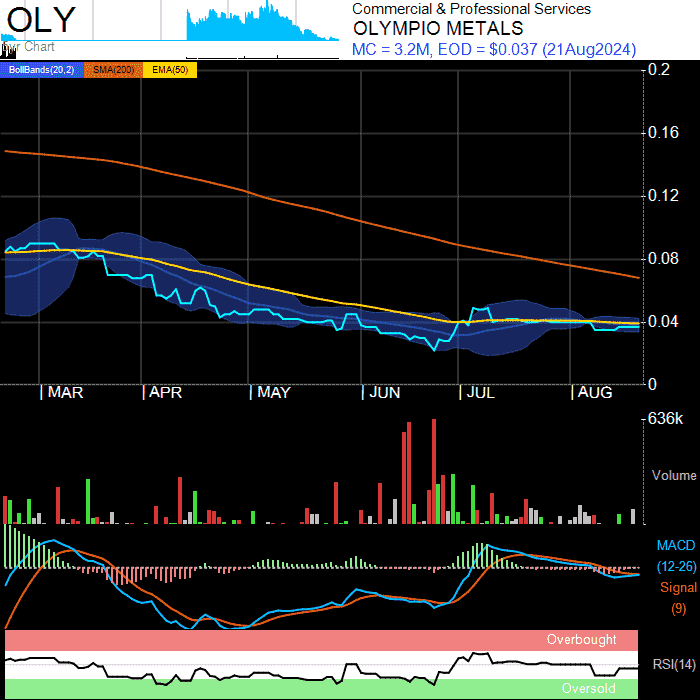 OLY
Commercial & Professional Services
OLYMPIO METALS
MC = 3.2M, EOD = $0.037 (21Aug2024)
Chart
BollBands(20,2) SMA(200) EMA(50)
0.2
0.16
0.12
0.08
0.04
0
MAR APR MAY JUN JUL AUG
636k
Volume
MACD
(12-26)
Signal
(9)
Overbought
RSI(14)
Oversold